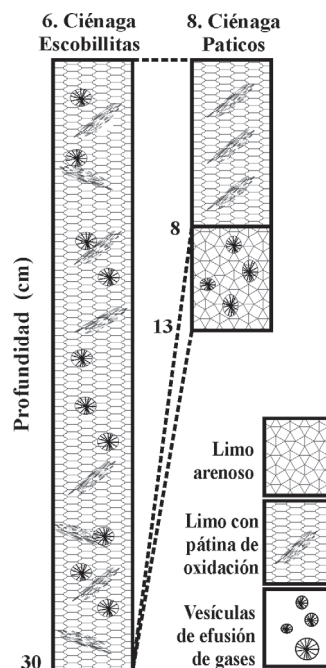 6. Ciénaga
Escobillitas
8. Ciénaga
Paticos
Profundidad (cm)
8
13
30
Limo
arenoso
Limo con
pátina de
oxidación
Vesículas
de efusión
de gases